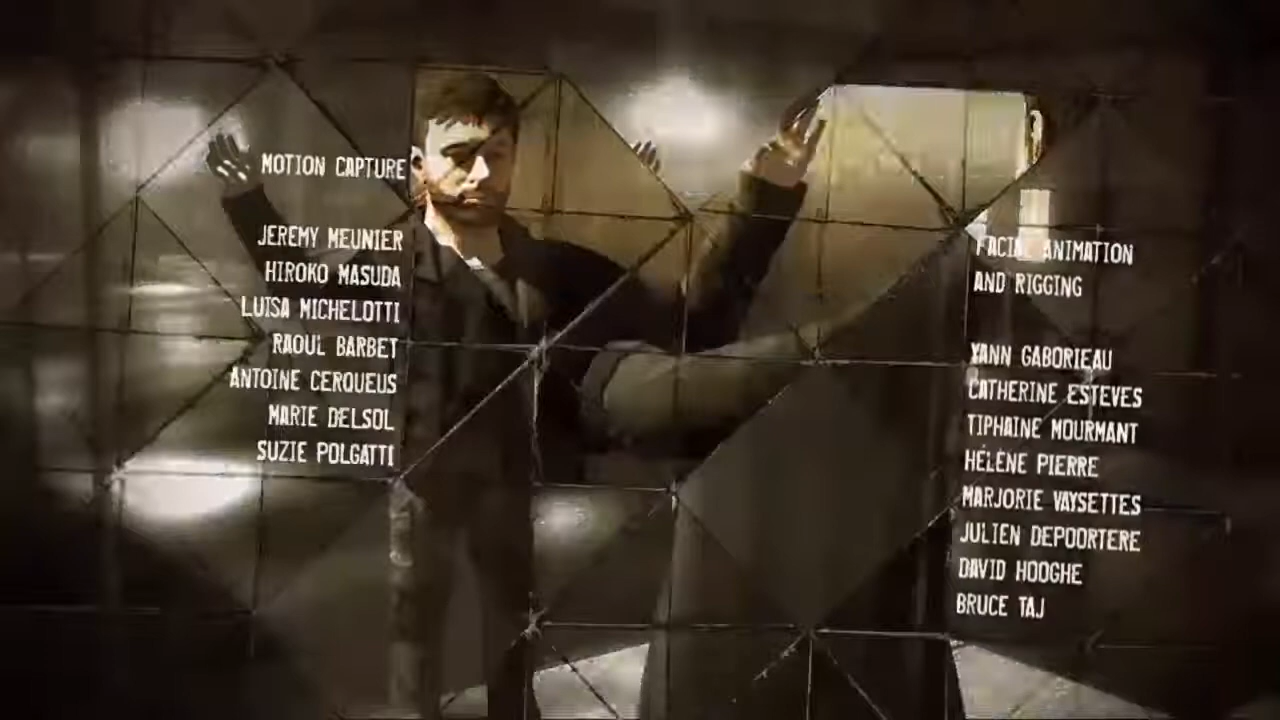 MOTION CAPTURE
JEREMY MEUNIER
HIROKO MASUDA
LUISA MICHELOTTI
RAOUL BARBET
ANTOINE CERQUEUS
MARIE DELSOL
SUZIE POLGATTI
FACIAL ANIMATION
AND RIGGING
YANN GABORIEAU
CATHERINE ESTEVES
TIPHAINE MOURMANT
HÉLÈNE PIERRE
MARJORIE VAYSETTES
JULIEN DEPOORTERE
DAVID HOOGHE
BRUCE TAJ